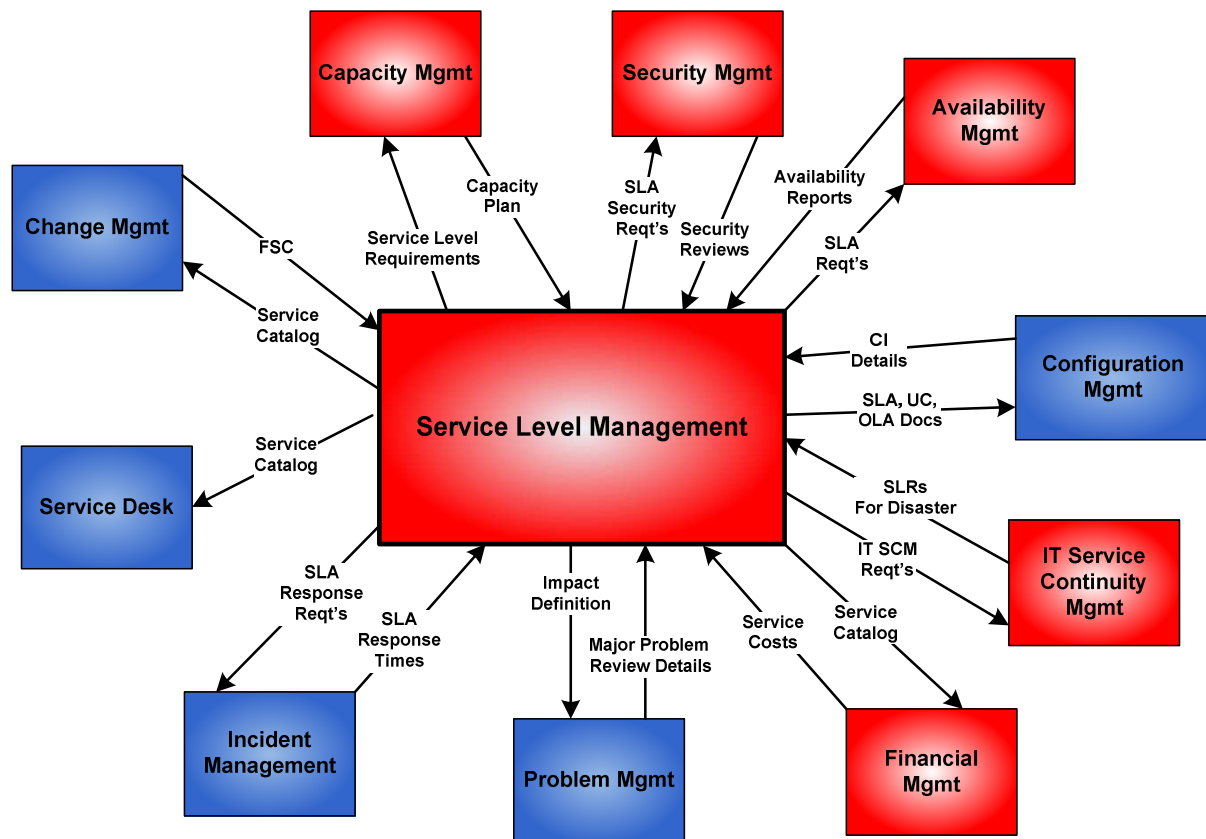 Capacity Mgmt
Security Mgmt
Availability
Mgmt
Change Mgmt
FSC
Service Level
Requirements
Capacity
Plan
SLA
Security
Reqt's
Security
Reviews
Availability
Reports
SLA
Reqt's
Service
Catalog
CI
Details
Configuration
Mgmt
Service Level Management
SLA, UC,
OLA Docs
Service
Catalog
Service Desk
SLRs
For Disaster
IT SCM
Reqt's
IT Service
Continuity
Mgmt
SLA
Response
Reqt's
SLA
Response
Times
Impact
Definition
Major Problem
Review Details
Service
Costs
Service
Catalog
Incident
Management
Problem Mgmt
Financial
Mgmt